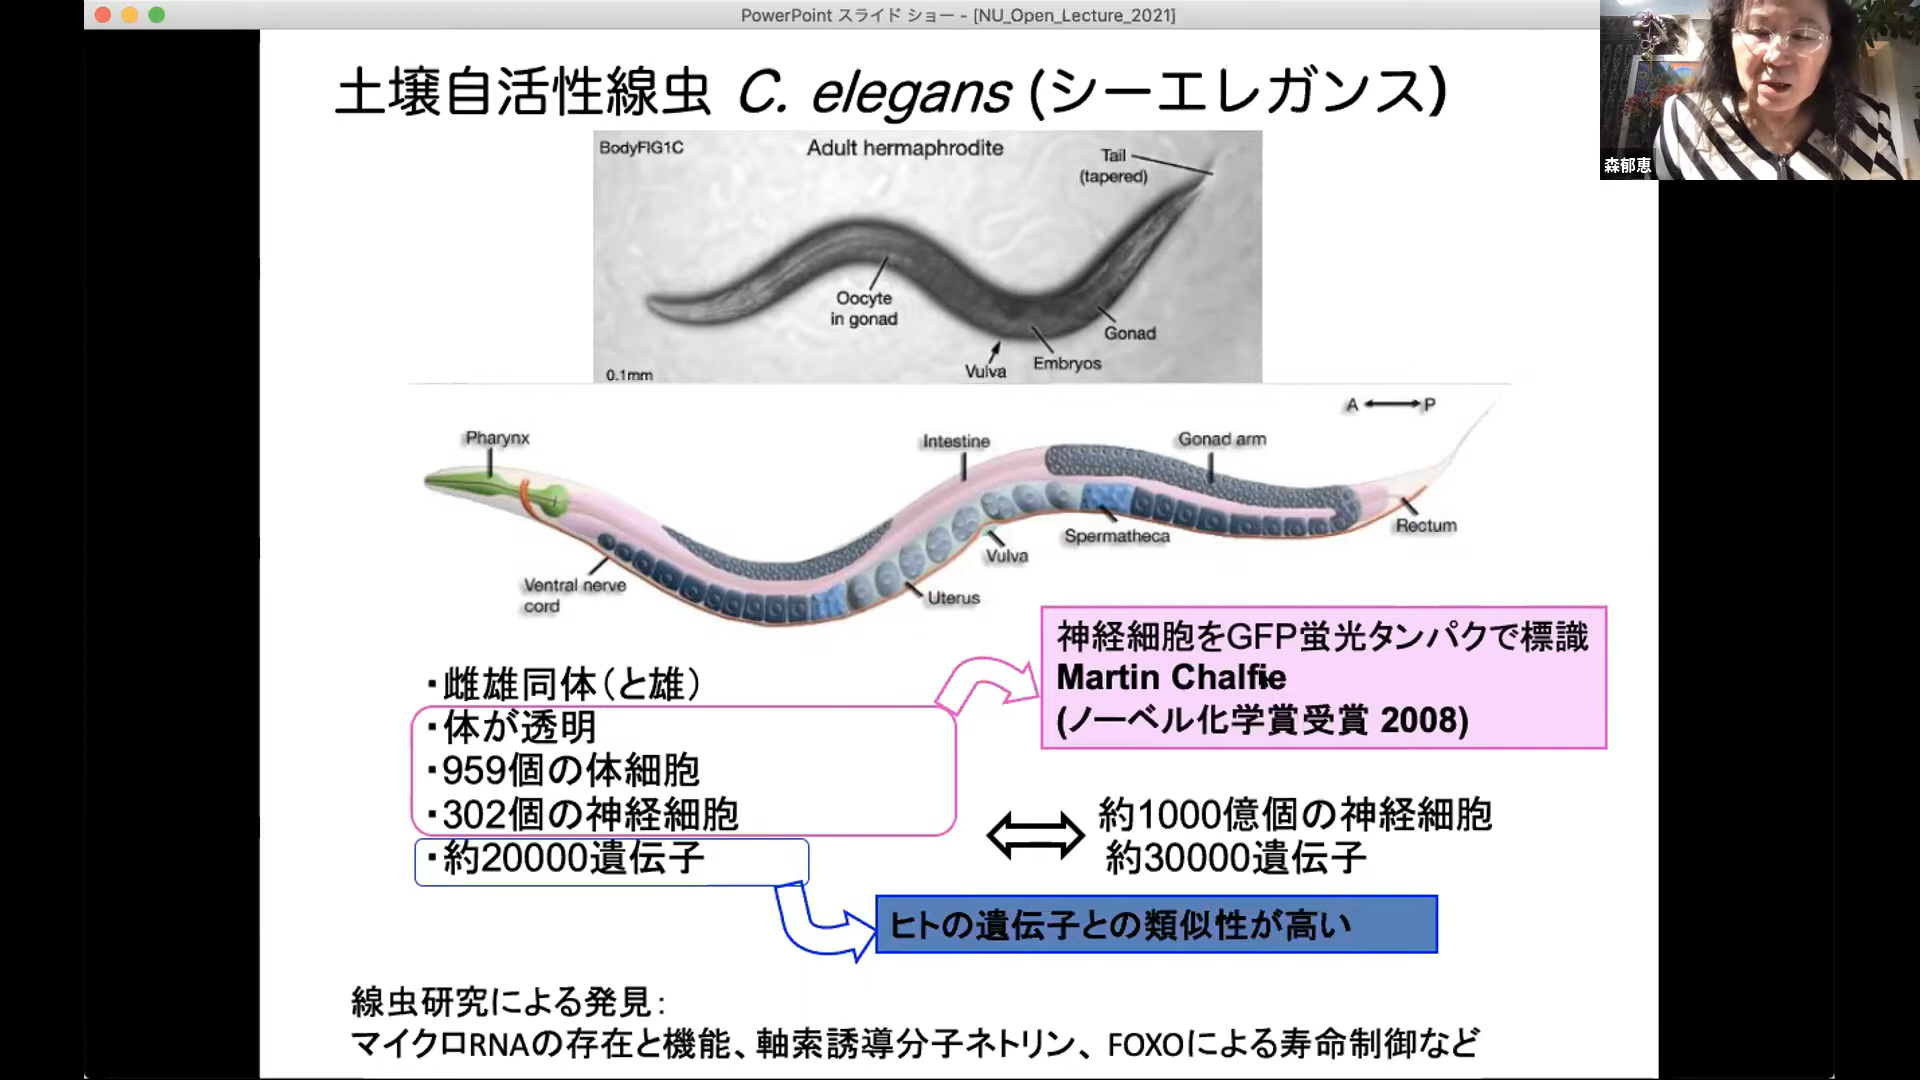 PowerPoint スライド ショー - [NU_Open_Lecture_2021]
森郁恵
土壌自活性線虫 C. elegans (シーエレガンス)
BodyFIG1C
Adult hermaphrodite
Tail
(tapered)
Oocyte
in gonad
Gonad
Embryos
Vulva
0.1mm
A
P
Pharynx
Intestine
Gonad arm
Rectum
Spermatheca
Vulva
Ventral nerve
cord
Uterus
神経細胞をGFP蛍光タンパクで標識
Martin Chalfie
(ノーベル化学賞受賞 2008)
・雌雄同体（と雄）
・体が透明
・959個の体細胞
・302個の神経細胞
・約20000遺伝子
約1000億個の神経細胞
約30000遺伝子
ヒトの遺伝子との類似性が高い
線虫研究による発見：
マイクロRNAの存在と機能、軸索誘導分子ネトリン、FOXOによる寿命制御など